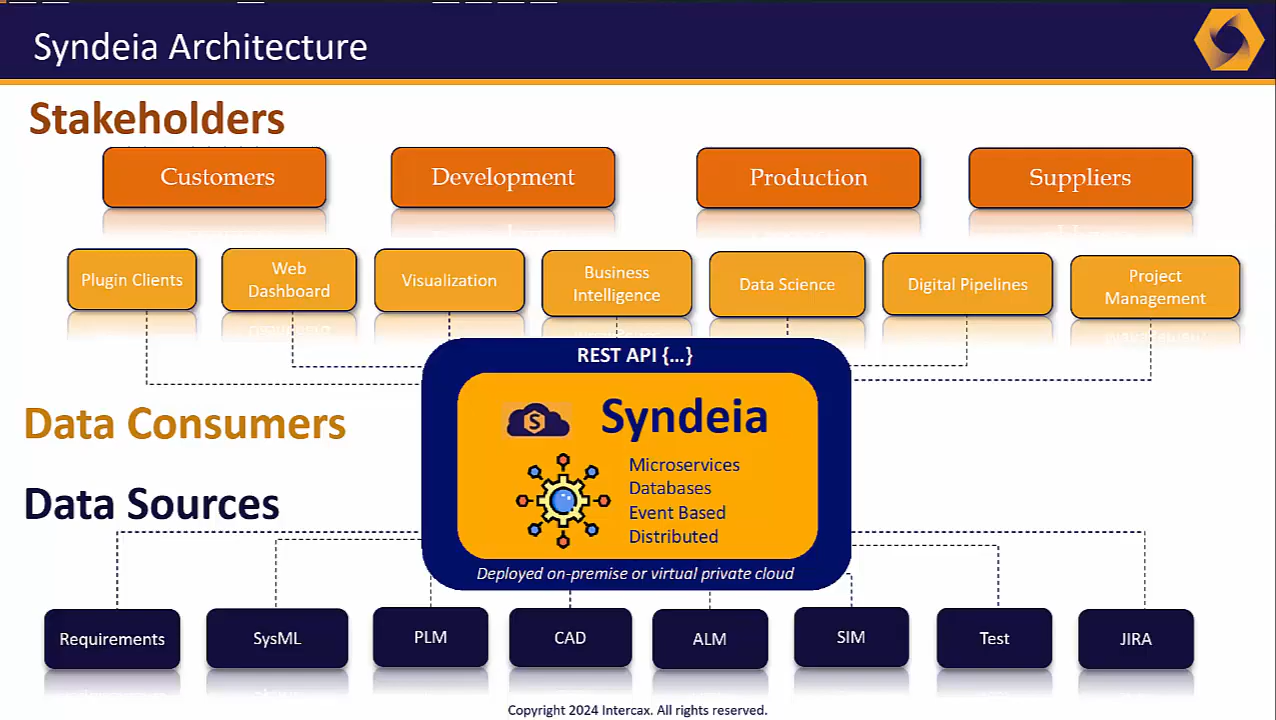 Syndeia Architecture
Stakeholders
Customers
Development
Production
Suppliers
Plugin Clients
Web
Dashboard
Visualization
Business
Intelligence
Data Science
Digital Pipelines
Project
Management
REST API {...}
Data Consumers
S
Syndeia
Microservices
Databases
Event Based
Distributed
Data Sources
Deployed on-premise or virtual private cloud
Requirements
SysML
PLM
CAD
ALM
SIM
Test
JIRA
Copyright 2024 Intercax. All rights reserved.